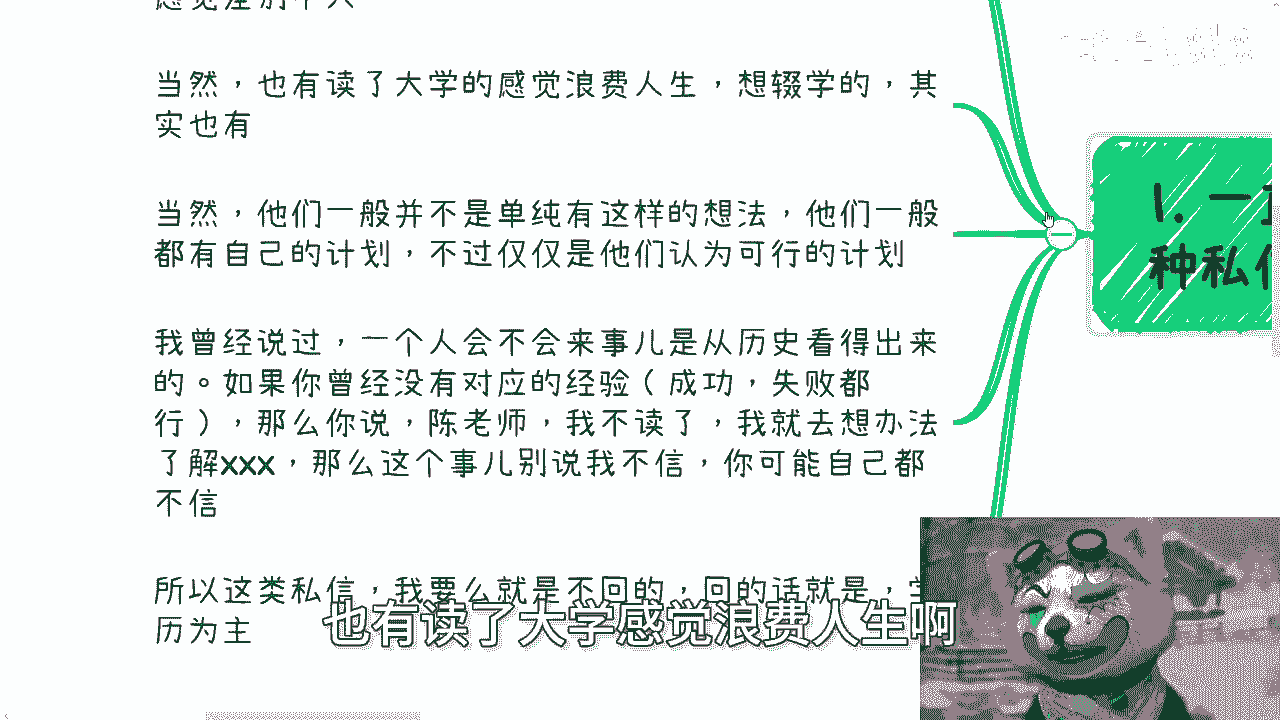 感觉差别不大
当然，也有读了大学的感觉浪费人生，想辍学的，其
实也有
当然，他们一般并不是单纯有这样的想法，他们一般
都有自己的计划，不过仅仅是他们认为可行的计划
我曾经说过，一个人会不会来事儿是从历史看得出来
的。如果你曾经没有对应的经验（成功，失败都
行），那么你说，陈老师，我不读了，我就去想办法
了解xxx，那么这个事儿别说我不信，你可能自己都
不信
所以这类私信，我要么就是不回的，回的话就是，学
历为主
1. 一直
种私信
也有读了大学感觉浪费人生啊